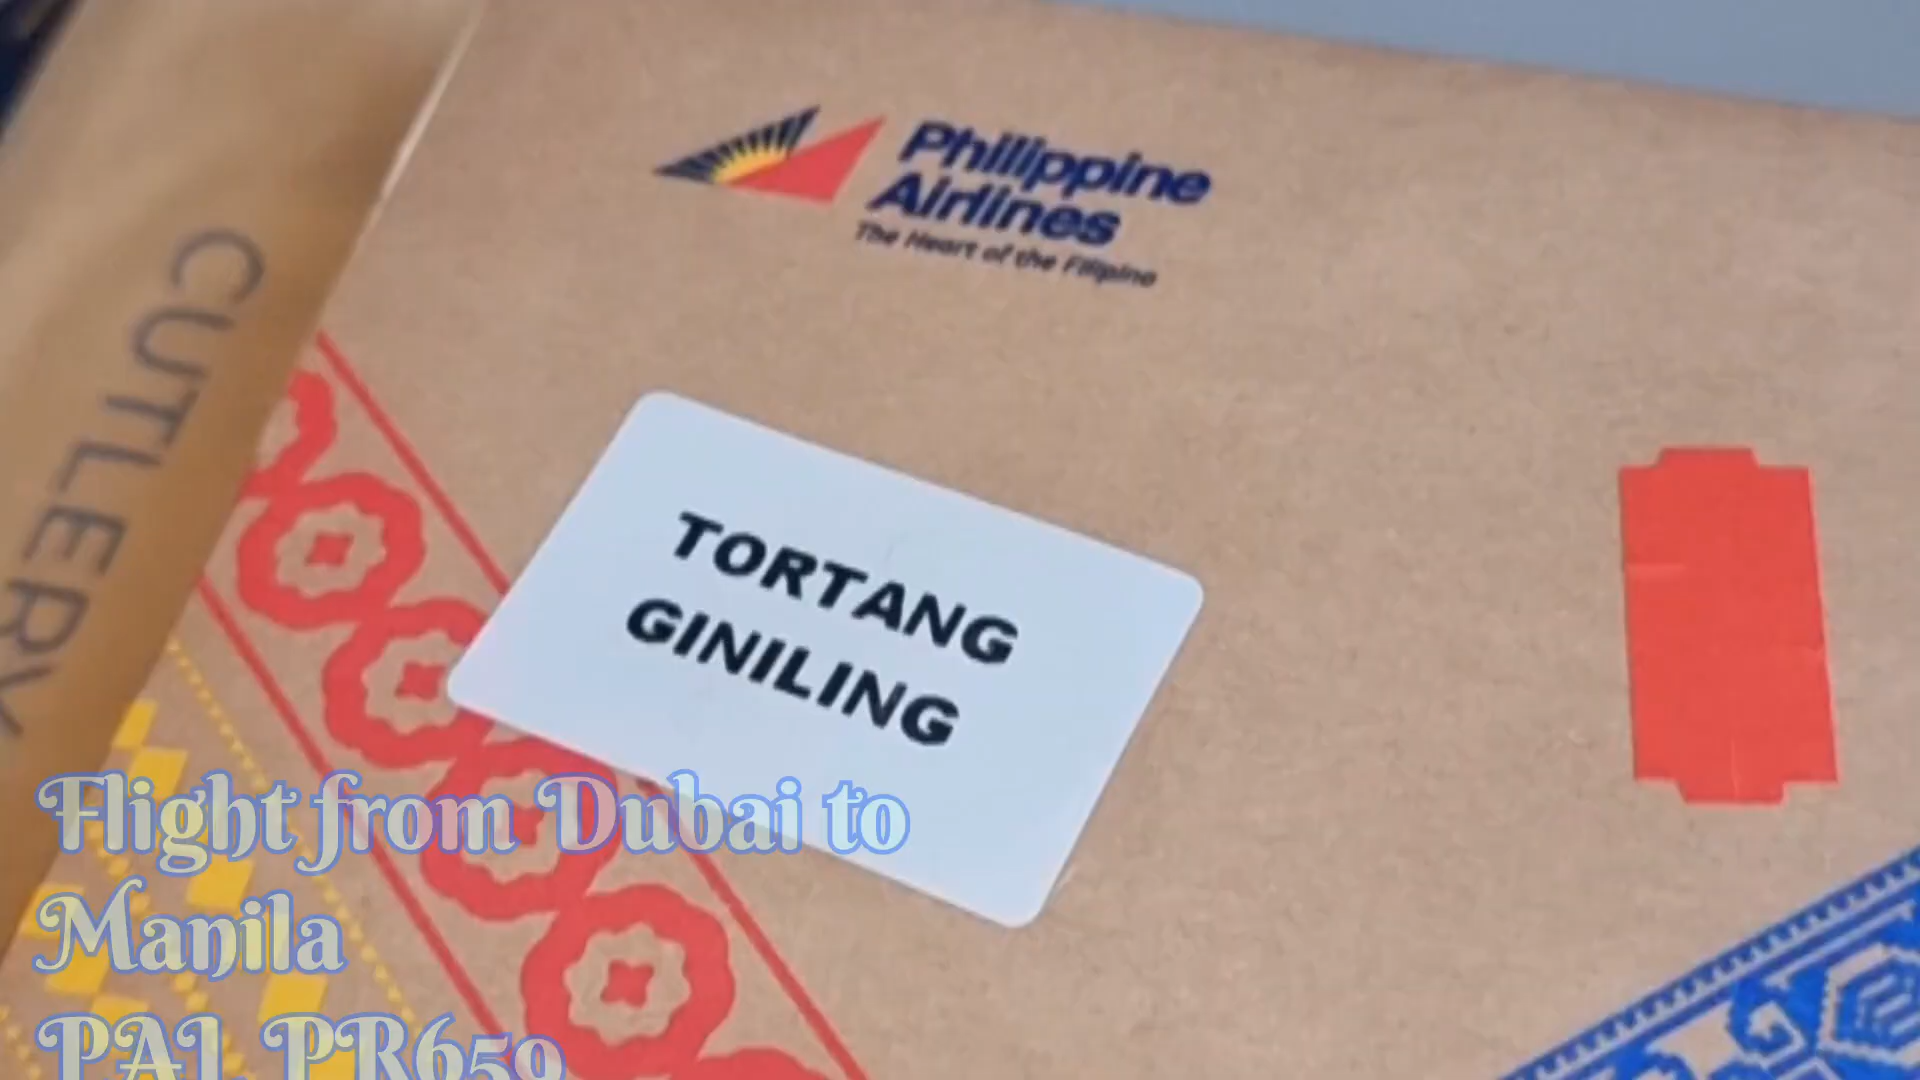 Philippine
Airlines
The Heart of the Filipino
CUTLERY
TORTANG
GINILING
Flight from Dubai to
Manila
PAL PR659